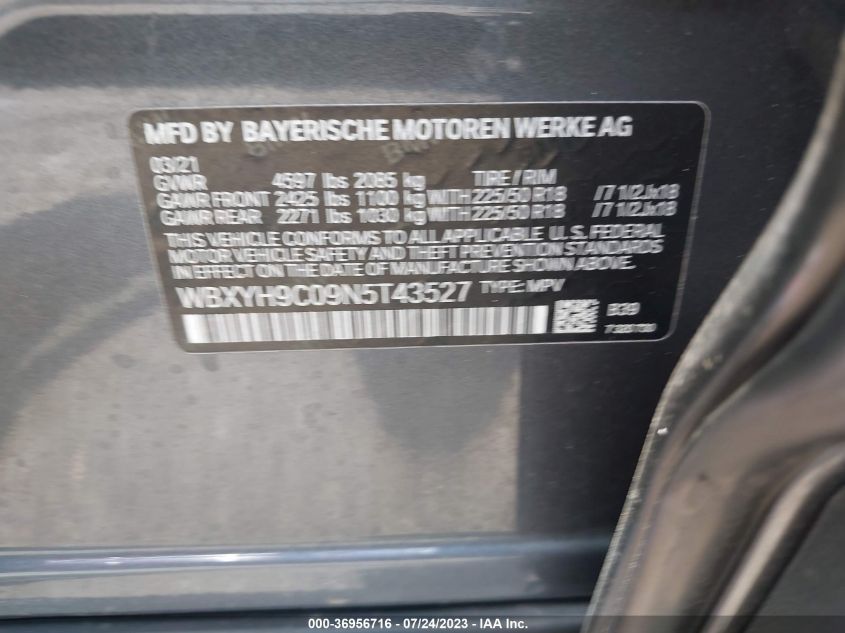 MFD BY BAYERISCHE MOTOREN WERKE AG
03/21
GVWR 4597 lbs 2085 kg TIRE / RIM
GAWR FRONT 2425 lbs 1100 kg WITH 225/50 R18 /7 1/2Jx18
GAWR REAR 2271 lbs 1030 kg WITH 225/50 R18 /7 1/2Jx18
THIS VEHICLE CONFORMS TO ALL APPLICABLE U.S. FEDERAL
MOTOR VEHICLE SAFETY AND THEFT PREVENTION STANDARDS
IN EFFECT ON THE DATE OF MANUFACTURE SHOWN ABOVE.
WBXYH9C09N5T43527 TYPE: MPV
B39
000-36956716 - 07/24/2023 - IAA Inc.